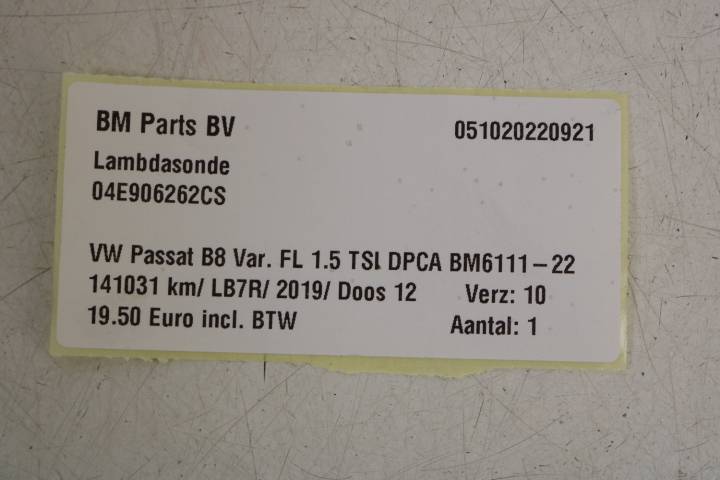 BM Parts BV 051020220921
Lambdasonde
04E906262CS
VW Passat B8 Var. FL 1.5 TSI DPCA BM6111-22
141031 km/ LB7R/ 2019/ Doos 12 Verz: 10
19.50 Euro incl. BTW Aantal: 1